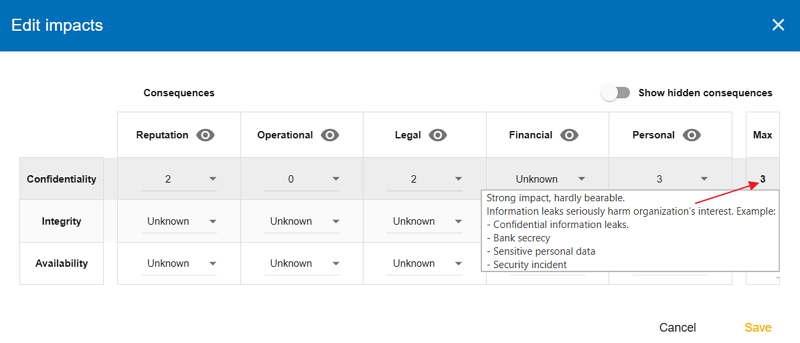 Edit impacts
Consequences Show hidden consequences
Reputation Operational Legal Financial Personal Max
Confidentiality 2 0 2 Unknown 3 3
Strong impact, hardly bearable.
Information leaks seriously harm organization's interest. Example:
- Confidential information leaks.
- Bank secrecy
- Sensitive personal data
- Security incident
Integrity Unknown Unknown Unknown
Availability Unknown Unknown Unknown
Cancel Save